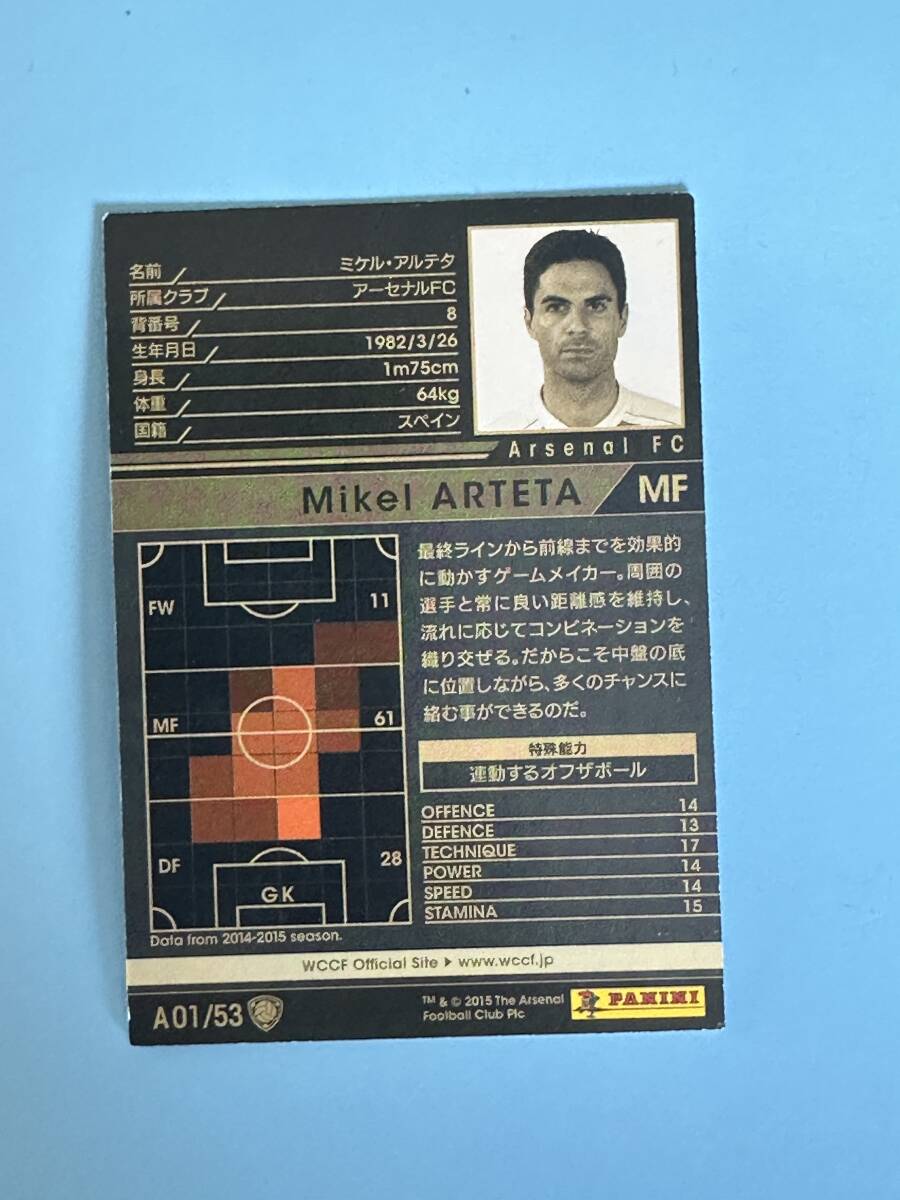 名前 ミケル・アルテタ
所属クラブ アーセナルFC
背番号 8
生年月日 1982/3/26
身長 1m75cm
体重 64kg
国籍 スペイン
Arsenal FC
Mikel ARTETA MF
FW 11
MF 61
DF 28
GK
Data from 2014-2015 season.
最終ラインから前線までを効果的
に動かすゲームメイカー。周囲の
選手と常に良い距離感を維持し、
流れに応じてコンビネーションを
織り交ぜる。だからこそ中盤の底
に位置しながら、多くのチャンスに
絡む事ができるのだ。
特殊能力
連動するオフザボール
OFFENCE 14
DEFENCE 13
TECHNIQUE 17
POWER 14
SPEED 14
STAMINA 15
WCCF Official Site ▶ www.wccf.jp
A01/53
™ & © 2015 The Arsenal
Football Club Plc
PANINI